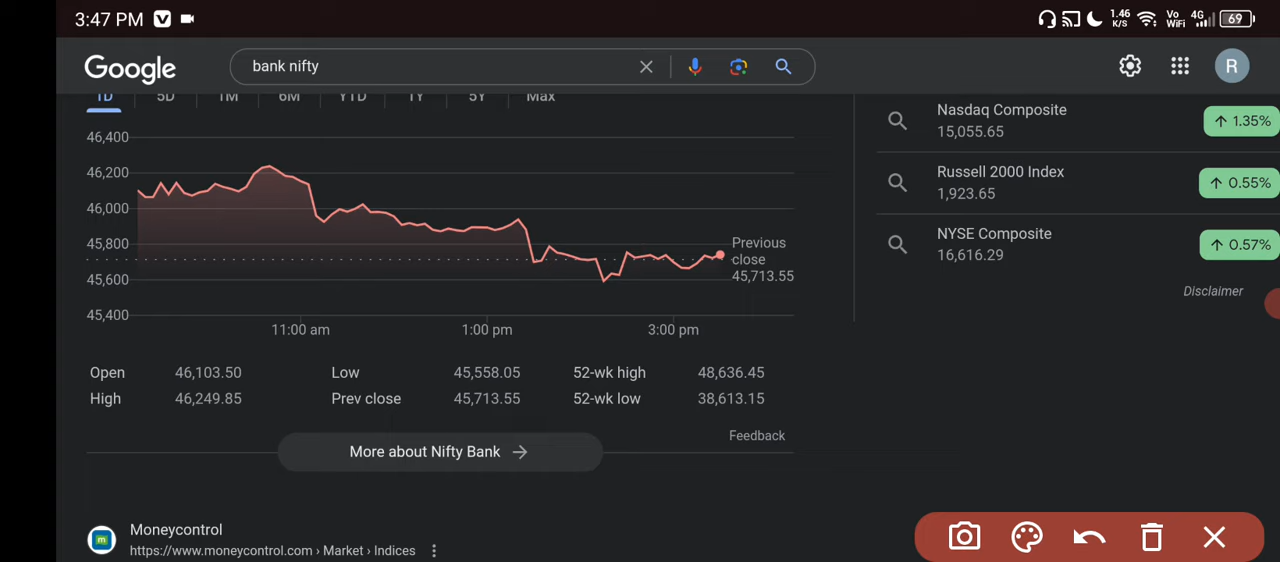 3:47 PM V 1.46 K/S Vo WiFi 4G 69
Google bank nifty R
1D 5D 1M 6M YTD 1Y 5Y Max
46,400
46,200
46,000
45,800
45,600
45,400
Previous
close
45,713.55
11:00 am 1:00 pm 3:00 pm
Open 46,103.50 Low 45,558.05 52-wk high 48,636.45
High 46,249.85 Prev close 45,713.55 52-wk low 38,613.15
Feedback
More about Nifty Bank →
Moneycontrol
https://www.moneycontrol.com › Market › Indices
Nasdaq Composite
15,055.65
↑ 1.35%
Russell 2000 Index
1,923.65
↑ 0.55%
NYSE Composite
16,616.29
↑ 0.57%
Disclaimer